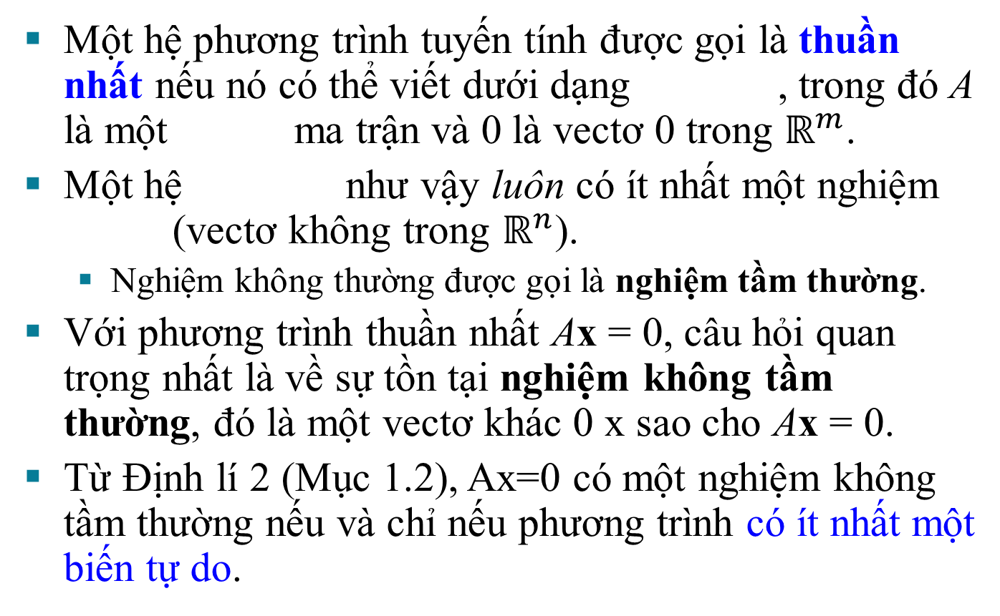 ▪ Một hệ phương trình tuyến tính được gọi là thuần
nhất nếu nó có thể viết dưới dạng , trong đó A
là một ma trận và 0 là vectơ 0 trong ℝᵐ.
▪ Một hệ như vậy luôn có ít nhất một nghiệm
(vectơ không trong ℝⁿ).
▪ Nghiệm không thường được gọi là nghiệm tầm thường.
▪ Với phương trình thuần nhất Ax = 0, câu hỏi quan
trọng nhất là về sự tồn tại nghiệm không tầm
thường, đó là một vectơ khác 0 x sao cho Ax = 0.
▪ Từ Định lí 2 (Mục 1.2), Ax=0 có một nghiệm không
tầm thường nếu và chỉ nếu phương trình có ít nhất một
biến tự do.